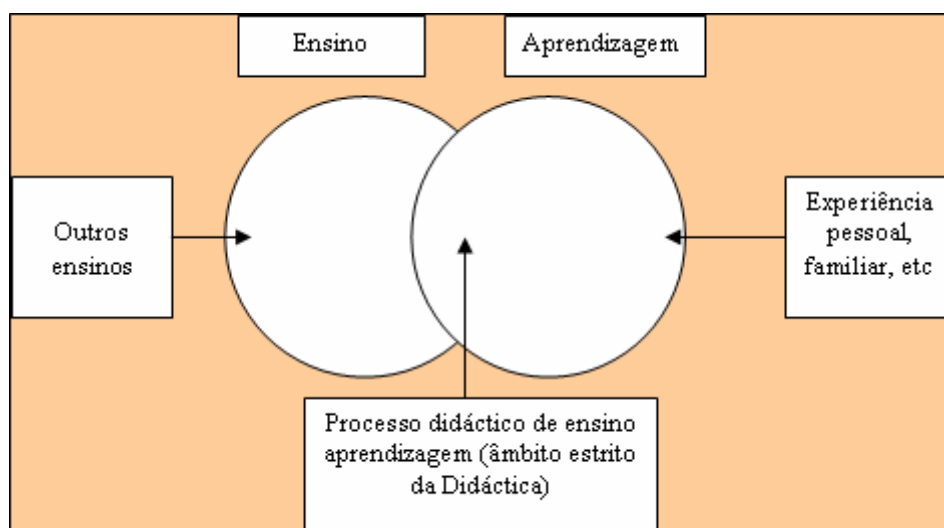 Ensino
Aprendizagem
Outros
ensinos
Experiência
pessoal,
familiar, etc
Processo didáctico de ensino
aprendizagem (âmbito estrito
da Didáctica)